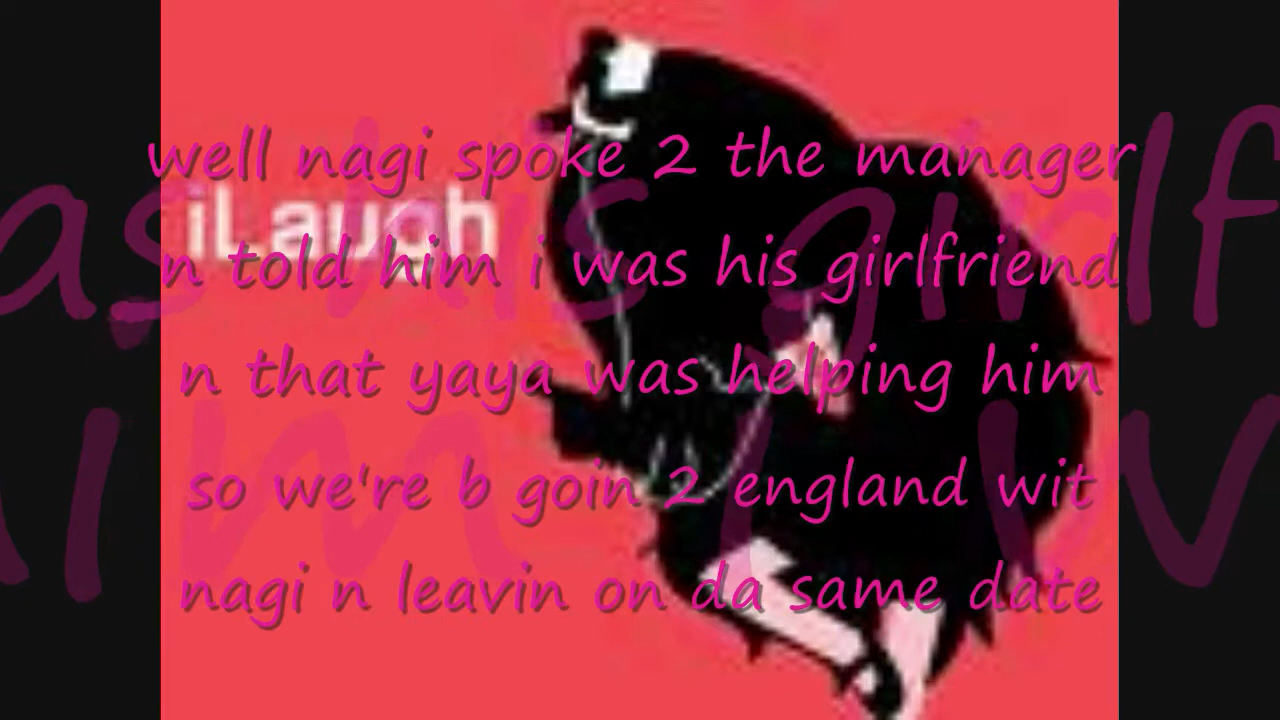 well nagi spoke 2 the manager
iLaugh
n told him i was his girlfriend
n that yaya was helping him
so we're b goin 2 england wit
nagi n leavin on da same date